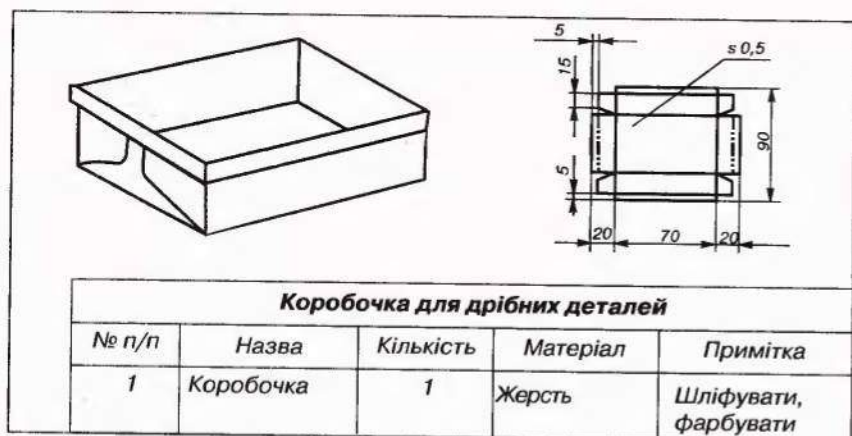 5
s 0,5
15
90
5
20 70 20
Коробочка для дрібних деталей
№ п/п Назва Кількість Матеріал Примітка
1 Коробочка 1 Жерсть Шліфувати,
фарбувати